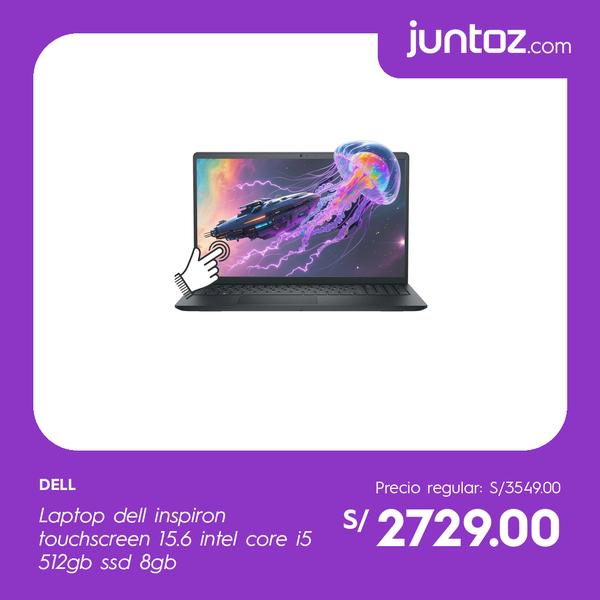 juntoz.com
DELL
Laptop dell inspiron
touchscreen 15.6 intel core i5
512gb ssd 8gb
Precio regular: S/3549.00
S/ 2729.00